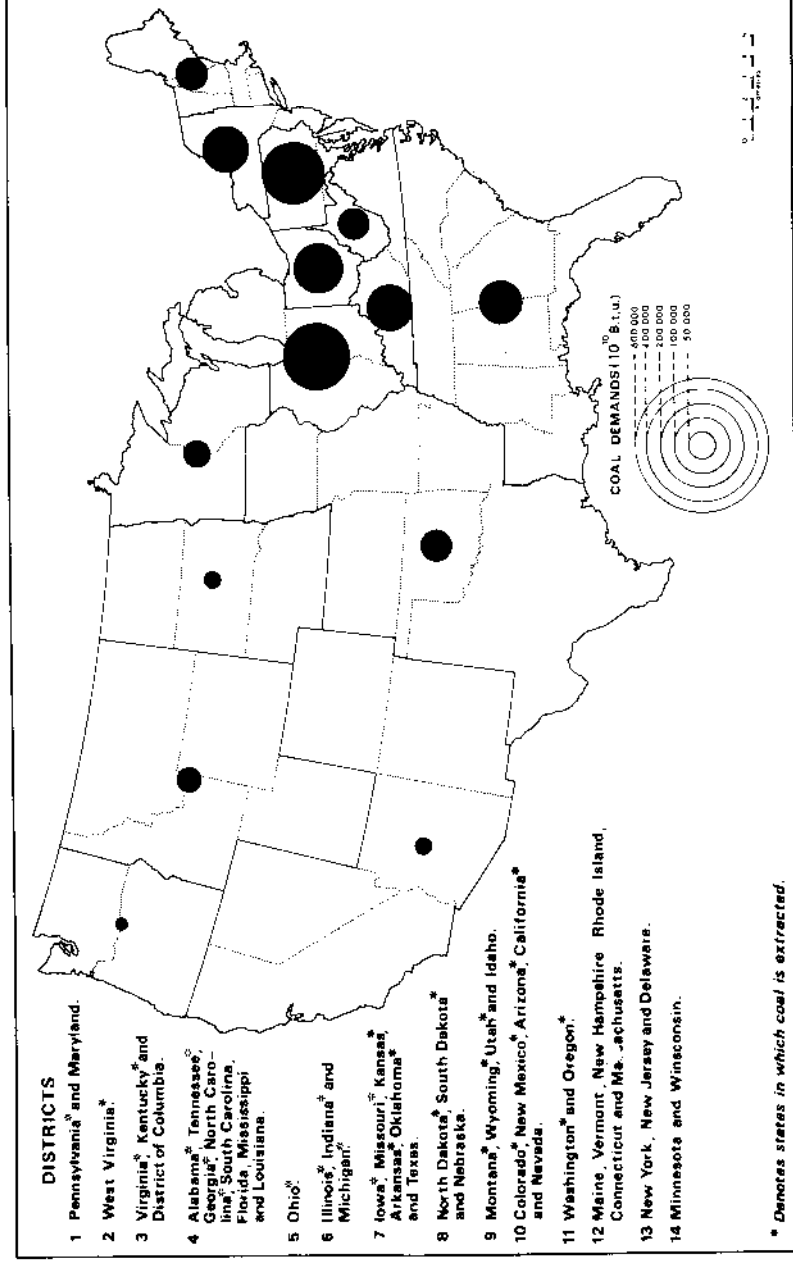 DISTRICTS
1 Pennsylvania* and Maryland.
2 West Virginia*.
3 Virginia*, Kentucky* and
District of Columbia.
4 Alabama*, Tennessee*,
Georgia*, North Caro-
lina*, South Carolina,
Florida, Mississippi
and Louisiana.
5 Ohio*.
6 Illinois*, Indiana* and
Michigan*.
7 Iowa*, Missouri*, Kansas*,
Arkansas*, Oklahoma*
and Texas.
8 North Dakota*, South Dakota*
and Nebraska.
9 Montana*, Wyoming*, Utah* and Idaho.
10 Colorado*, New Mexico*, Arizona*, California*
and Nevada.
11 Washington* and Oregon*.
12 Maine, Vermont, New Hampshire Rhode Island,
Connecticut and Ma..achusetts.
13 New York, New Jersey and Delaware.
14 Minnesota and Winsconsin.
* Denotes states in which coal is extracted.
COAL DEMANDS (10¹⁰ B.t.u.)
600 000
400 000
200 000
100 000
50 000
0